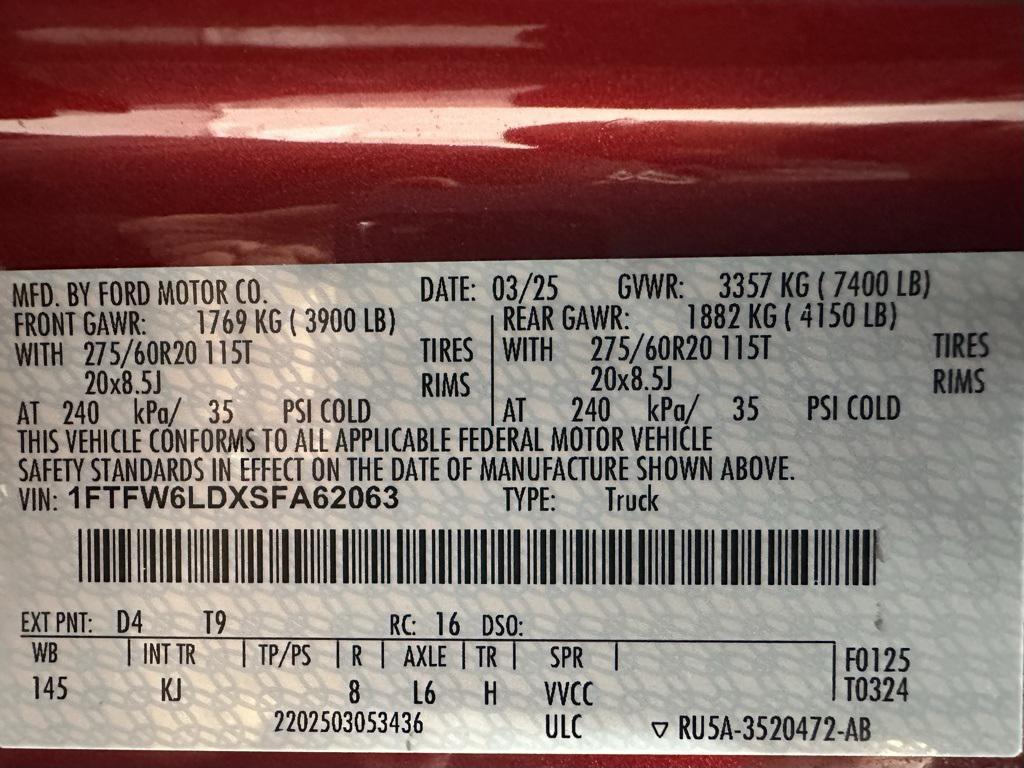 MFD. BY FORD MOTOR CO. DATE: 03/25 GVWR: 3357 KG ( 7400 LB)
FRONT GAWR: 1769 KG ( 3900 LB) REAR GAWR: 1882 KG ( 4150 LB)
WITH 275/60R20 115T TIRES WITH 275/60R20 115T TIRES
20x8.5J RIMS 20x8.5J RIMS
AT 240 kPa/ 35 PSI COLD AT 240 kPa/ 35 PSI COLD
THIS VEHICLE CONFORMS TO ALL APPLICABLE FEDERAL MOTOR VEHICLE
SAFETY STANDARDS IN EFFECT ON THE DATE OF MANUFACTURE SHOWN ABOVE.
VIN: 1FTFW6LDXSFA62063 TYPE: Truck
EXT PNT: D4 T9 RC: 16 DSO:
WB INT TR TP/PS R AXLE TR SPR F0125
145 KJ 8 L6 H VVCC T0324
2202503053436 ULC ▽ RU5A-3520472-AB